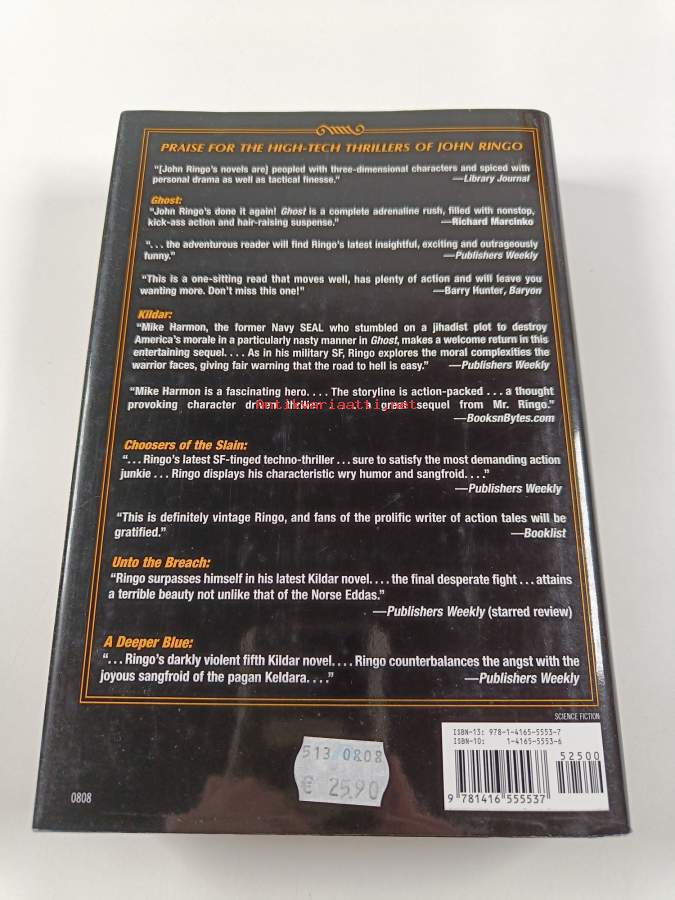 PRAISE FOR THE HIGH-TECH THRILLERS OF JOHN RINGO
"[John Ringo's novels are] peopled with three-dimensional characters and spiced with
personal drama as well as tactical finesse." —Library Journal
Ghost:
"John Ringo's done it again! Ghost is a complete adrenaline rush, filled with nonstop,
kick-ass action and hair-raising suspense." —Richard Marcinko
". . . the adventurous reader will find Ringo's latest insightful, exciting and outrageously
funny." —Publishers Weekly
"This is a one-sitting read that moves well, has plenty of action and will leave you
wanting more. Don't miss this one!" —Barry Hunter, Baryon
Kildar:
"Mike Harmon, the former Navy SEAL who stumbled on a jihadist plot to destroy
America's morale in a particularly nasty manner in Ghost, makes a welcome return in this
entertaining sequel. . . . As in his military SF, Ringo explores the moral complexities the
warrior faces, giving fair warning that the road to hell is easy." —Publishers Weekly
"Mike Harmon is a fascinating hero. . . . The storyline is action-packed . . . a thought
provoking character driven thriller . . . a great sequel from Mr. Ringo."
Antikvariaatti.net
—BooksnBytes.com
Choosers of the Slain:
". . . Ringo's latest SF-tinged techno-thriller . . . sure to satisfy the most demanding action
junkie . . . Ringo displays his characteristic wry humor and sangfroid. . . ."
—Publishers Weekly
"This is definitely vintage Ringo, and fans of the prolific writer of action tales will be
gratified." —Booklist
Unto the Breach:
"Ringo surpasses himself in his latest Kildar novel. . . . the final desperate fight . . . attains
a terrible beauty not unlike that of the Norse Eddas."
—Publishers Weekly (starred review)
A Deeper Blue:
". . . Ringo's darkly violent fifth Kildar novel. . . . Ringo counterbalances the angst with the
joyous sangfroid of the pagan Keldara. . . ." —Publishers Weekly
SCIENCE FICTION
ISBN-13: 978-1-4165-5553-7
ISBN-10: 1-4165-5553-6
52500
9 781416 555537
513 0808
€ 25,90
0808